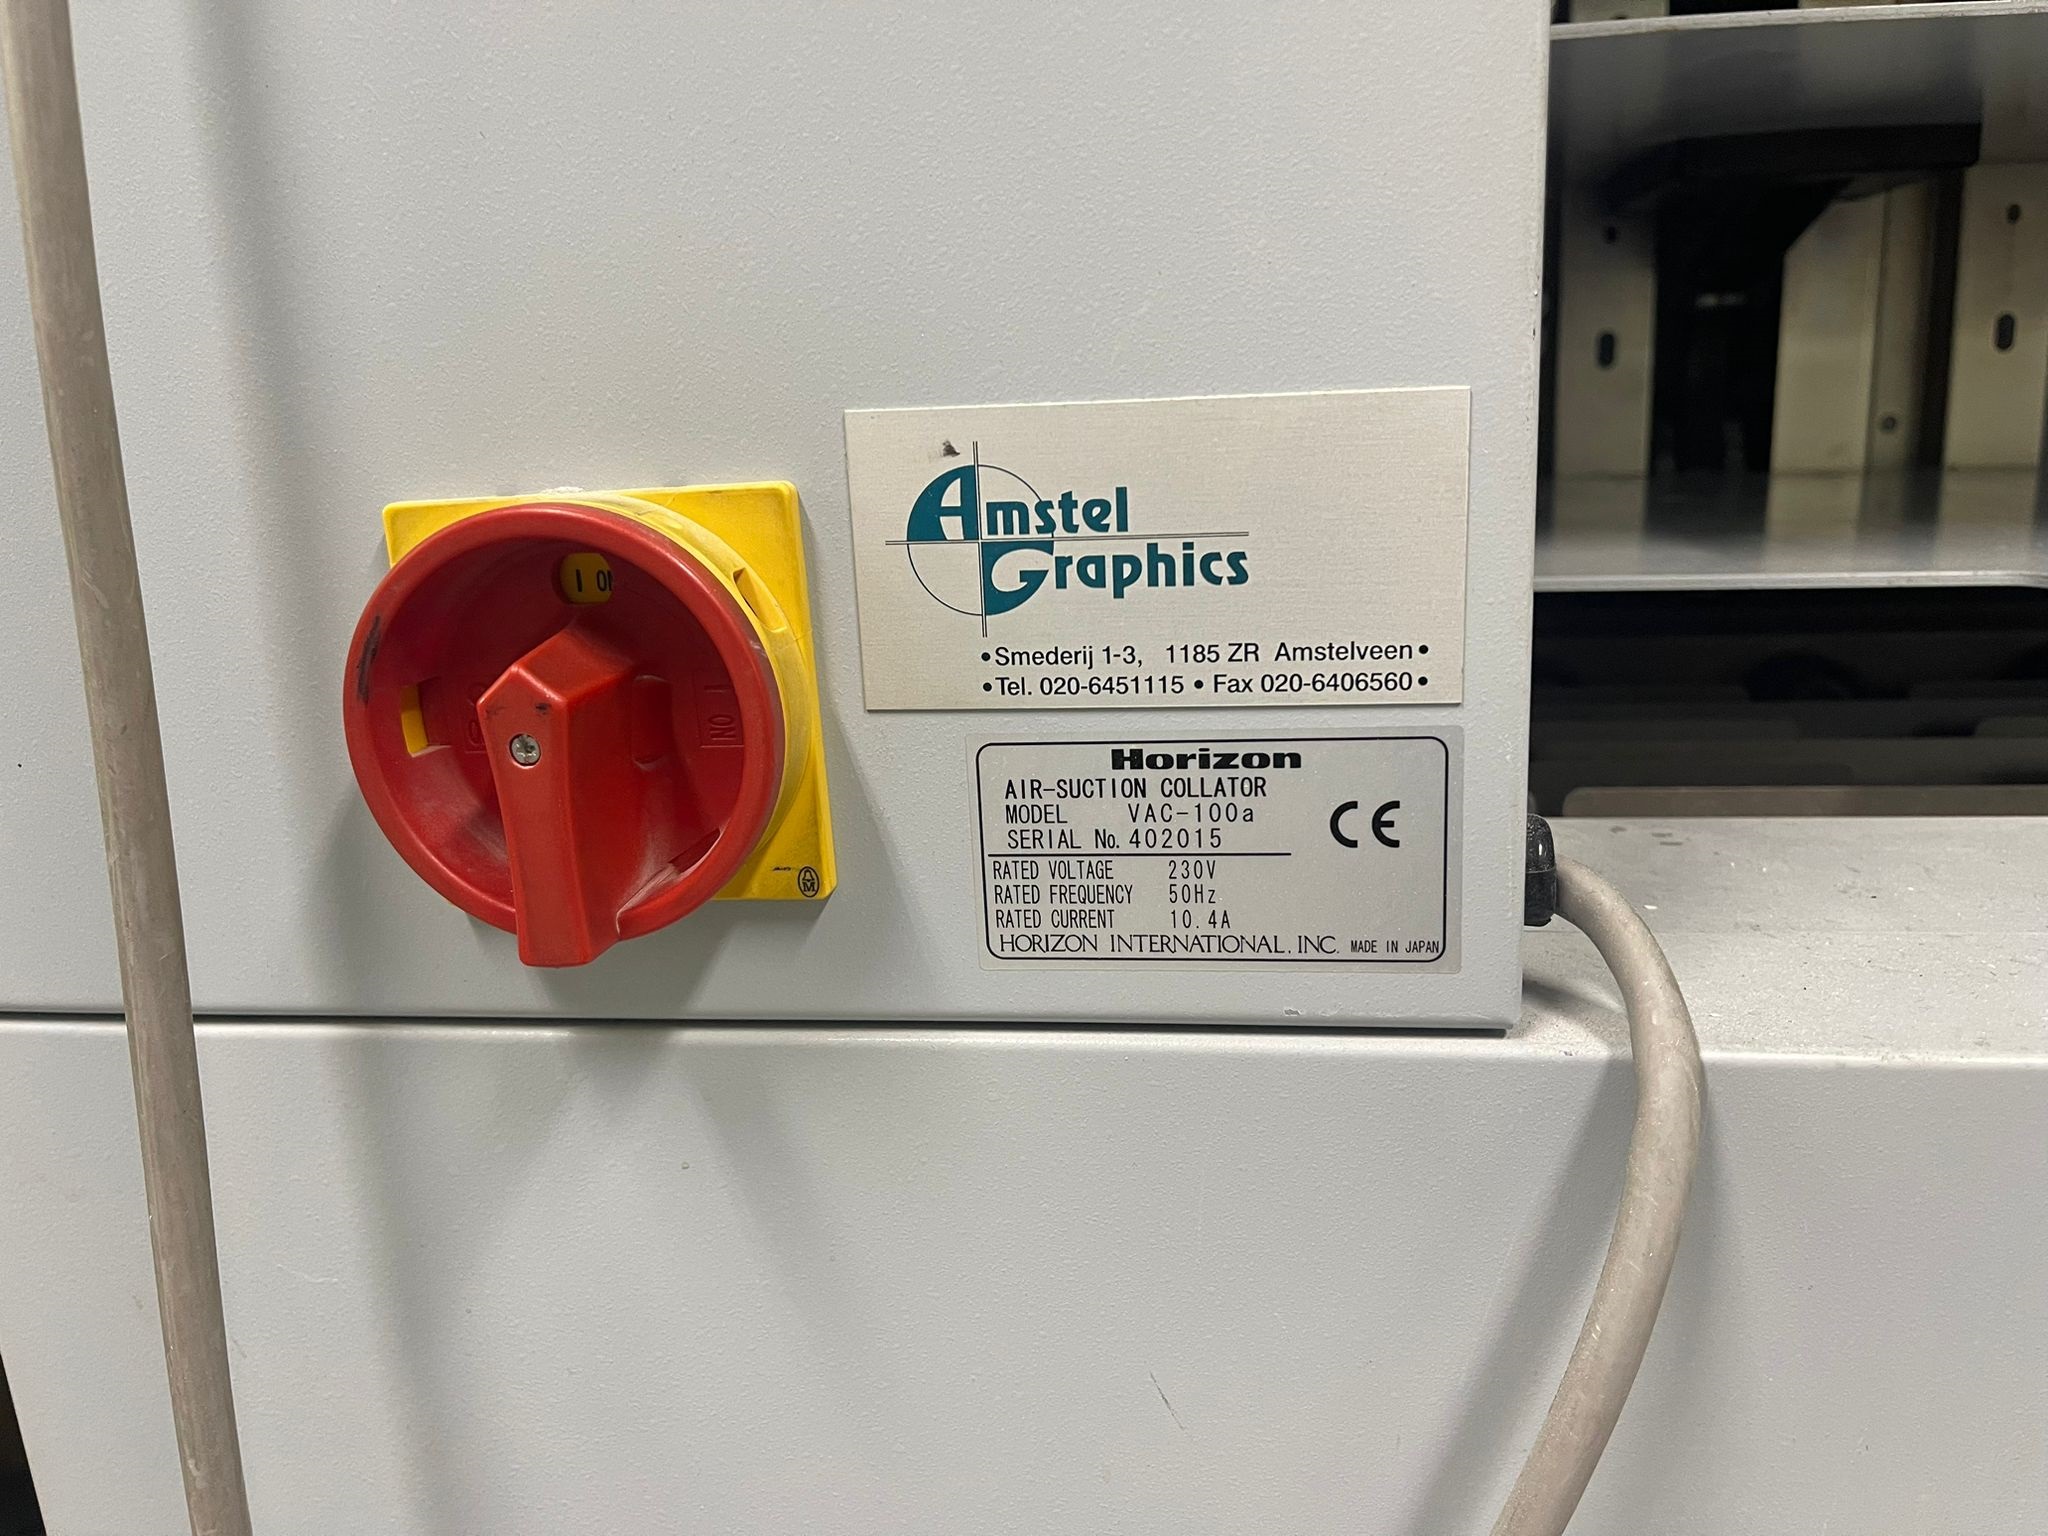 I ON
I ON
Amstel
Graphics
•Smederij 1-3, 1185 ZR Amstelveen•
•Tel. 020-6451115 • Fax 020-6406560•
Horizon
AIR-SUCTION COLLATOR
MODEL VAC-100a
SERIAL No. 402015
CE
RATED VOLTAGE 230V
RATED FREQUENCY 50Hz
RATED CURRENT 10.4A
HORIZON INTERNATIONAL, INC. MADE IN JAPAN